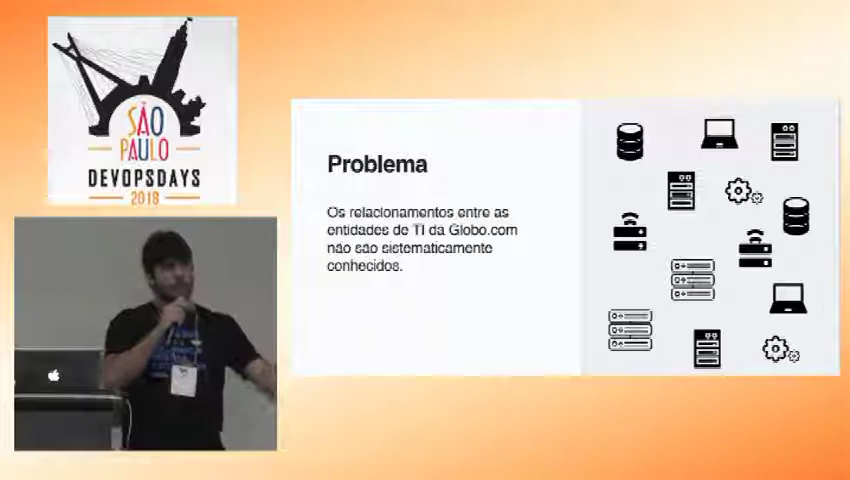 SÃO
PAULO
DEVOPSDAYS
2018
Problema
Os relacionamentos entre as
entidades de TI da Globo.com
não são sistematicamente
conhecidos.